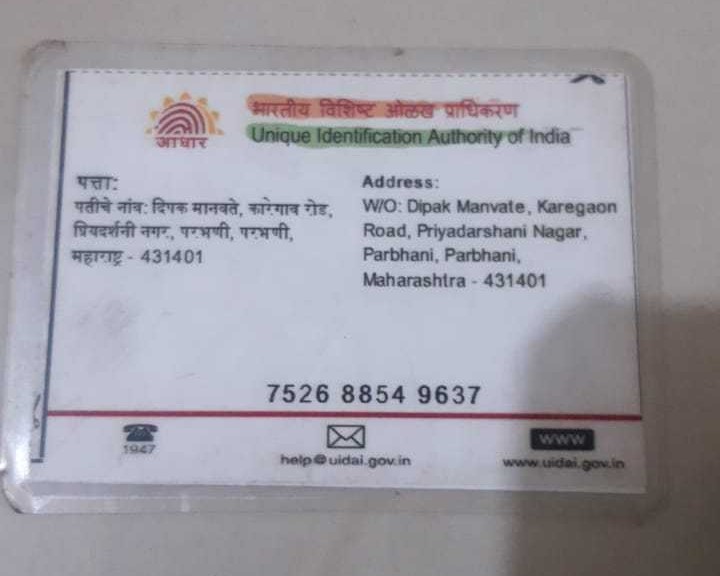 भारतीय विशिष्ट ओळख प्राधिकरण
Unique Identification Authority of India
आधार
पत्ता:
पतीचे नांव: दिपक मानवते, कारेगाव रोड,
प्रियदर्शनी नगर, परभणी, परभणी,
महाराष्ट्र - 431401
Address:
W/O: Dipak Manvate, Karegaon
Road, Priyadarshani Nagar,
Parbhani, Parbhani,
Maharashtra - 431401
7526 8854 9637
1947
help@uidai.gov.in
www
www.uidai.gov.in